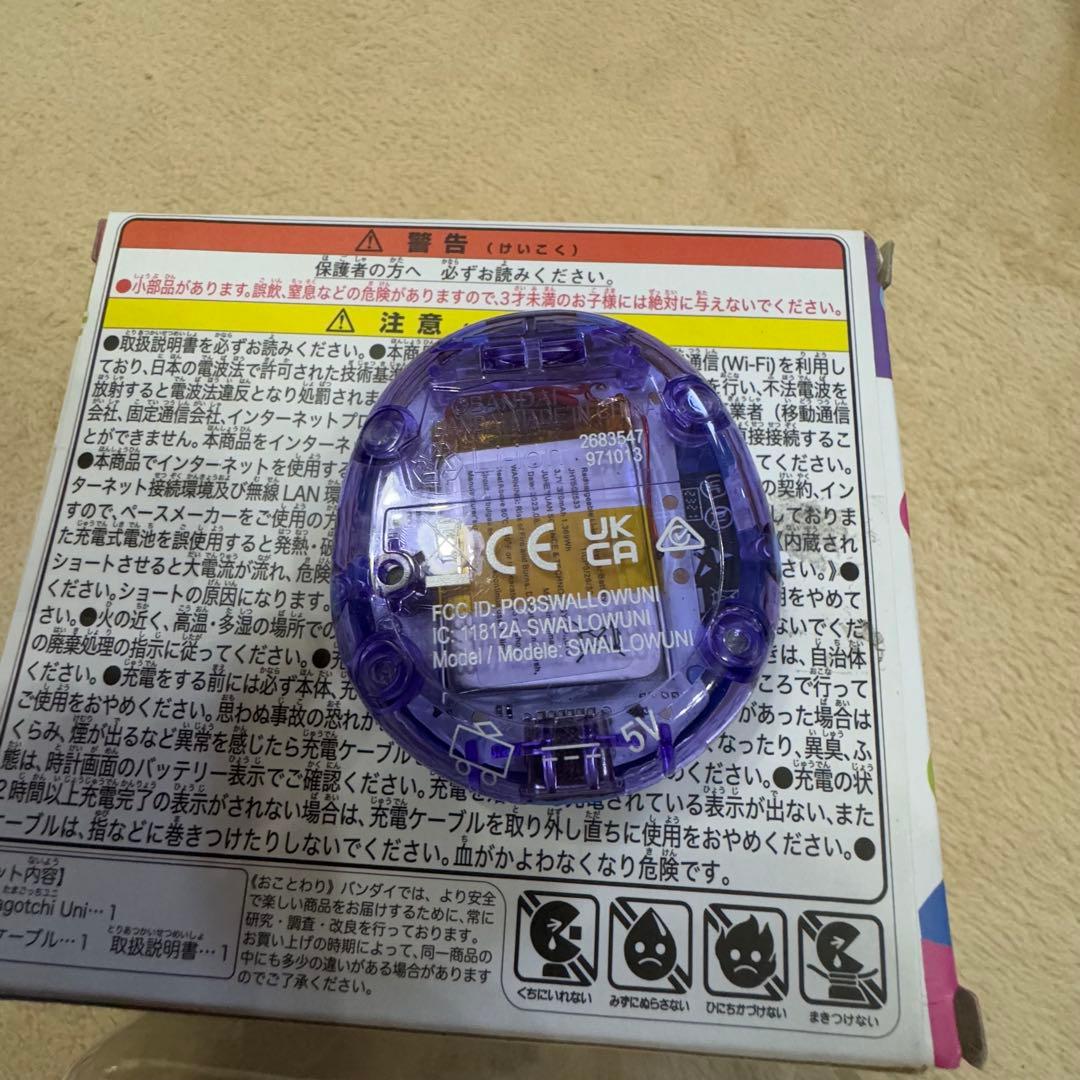 警告（けいこく）
保護者の方へ 必ずお読みください。
●小部品があります。誤飲、窒息などの危険がありますので、3才未満のお子様には絶対に与えないでください。
注意
●取扱説明書を必ずお読みください。●本商
通信(Wi-Fi)を利用し
ており、日本の電波法で許可された技術基
を行い、不法電波を
放射すると電波法違反となり処罰されま
業者（移動通信
会社、固定通信会社、インターネットプロ
直接接続するこ
とができません。本商品をインターネ
てください。
●本商品でインターネットを使用する
の契約、イン
ターネット接続環境及び無線LAN環
ておりま
すので、ペースメーカーをご使用の方
（内蔵され
た充電式電池を誤使用すると発熱・破
ショートさせると大電流が流れ、危険
さい。》●
ください。ショートの原因になります。
用をやめて
ください。●火の近く、高温・多湿の場所での
ないでくだ
の廃棄処理の指示に従ってください。●
きは、自治体
ください。●充電をする前には必ず本体、充
ころで行って
ご使用をおやめください。思わぬ事故の恐れが
があった場合は
くらみ、煙が出るなど異常を感じたら充電ケーブル
なったり、異臭、ふ
態は、時計画面のバッテリー表示でご確認ください。充電を
めください。●充電の状
2時間以上充電完了の表示がされない場合は、充電ケーブルを取り外し直ちに使用をおやめください。●
充電されている表示が出ない、また
ケーブルは、指などに巻きつけたりしないでください。血がかよわなくなり危険です。
©BANDAI
MADE IN
2683547
971013
CE
UK
CA
FCC ID: PQ3SWALLOWUNI
IC: 11812A-SWALLOWUNI
Model / Modele: SWALLOWUNI
5V
ット内容】
たまごっちユニ
agotchi Uni…1
ケーブル…1 取扱説明書…1
《おことわり》バンダイでは、より安全
で楽しい商品をお届けするために、常に
研究・調査・改良を行っております。
お買い上げの時期によって、同一商品の
中にも多少の違いがある場合があります
のでご了承ください。
くちにいれない
みずにぬらさない
ひにちかづけない
まきつけない